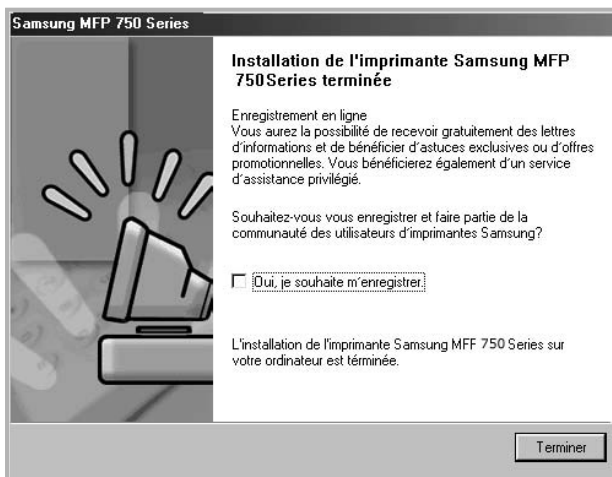 Samsung MFP 750 Series
Installation de l'imprimante Samsung MFP
750Series terminée
Enregistrement en ligne
Vous aurez la possibilité de recevoir gratuitement des lettres
d'informations et de bénéficier d'astuces exclusives ou d'offres
promotionnelles. Vous bénéficierez également d'un service
d'assistance privilégié.
Souhaitez-vous vous enregistrer et faire partie de la
communauté des utilisateurs d'imprimantes Samsung?
Oui, je souhaite m'enregistrer.
L'installation de l'imprimante Samsung MFF 750 Series sur
votre ordinateur est términée.
Terminer